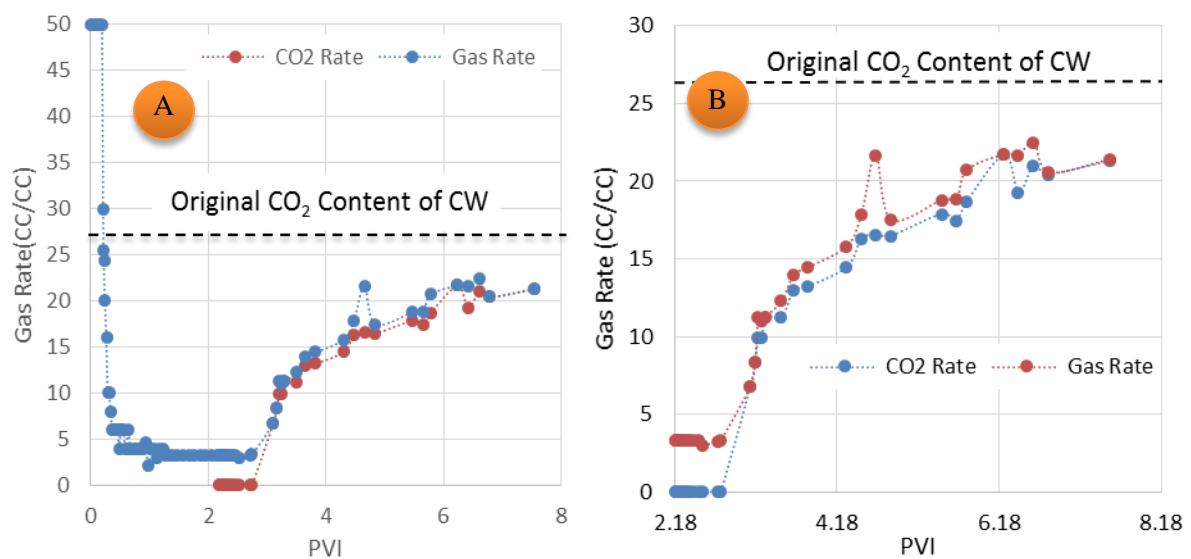 A
CO2 Rate
Gas Rate
Original CO2 Content of CW
Gas Rate(CC/CC)
50
45
40
35
30
25
20
15
10
5
0
0
2
4
6
8
PVI
B
Original CO2 Content of CW
Gas Rate (CC/CC)
30
25
20
15
10
5
0
CO2 Rate
Gas Rate
2.18
4.18
6.18
8.18
PVI